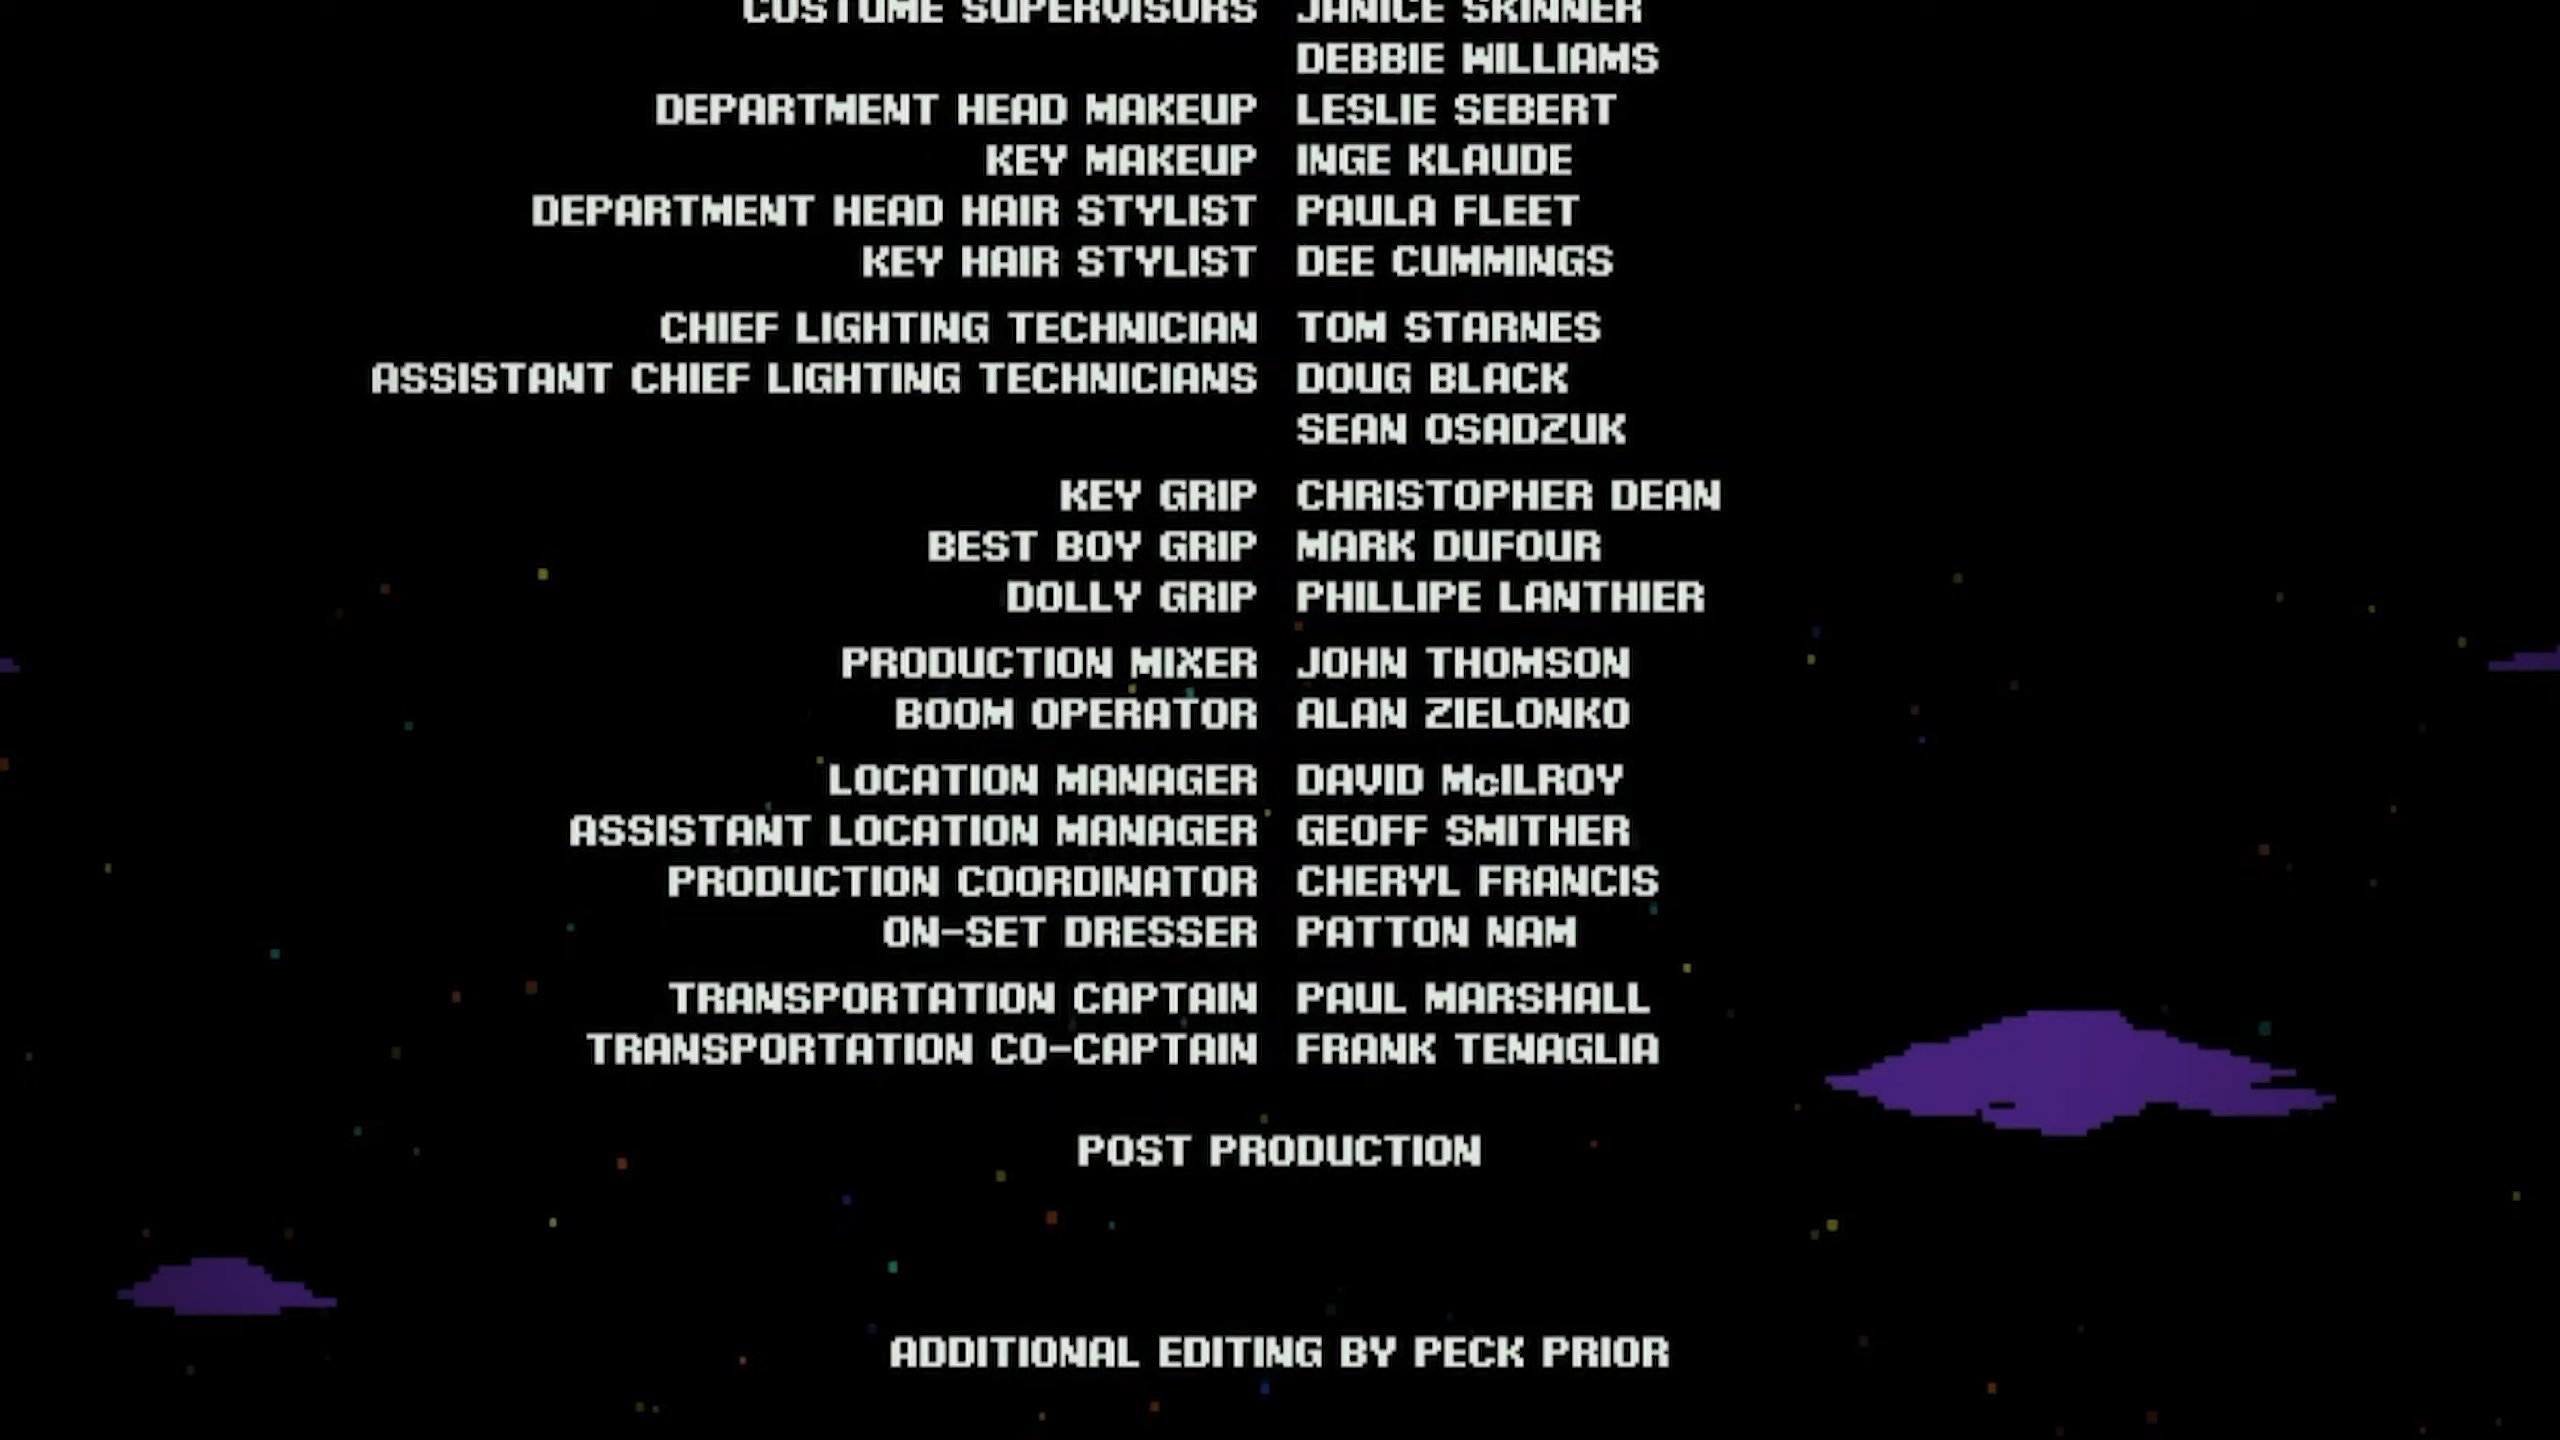 COSTUME SUPERVISORS JANICE SKINNER
DEBBIE WILLIAMS
DEPARTMENT HEAD MAKEUP LESLIE SEBERT
KEY MAKEUP INGE KLAUDE
DEPARTMENT HEAD HAIR STYLIST PAULA FLEET
KEY HAIR STYLIST DEE CUMMINGS
CHIEF LIGHTING TECHNICIAN TOM STARNES
ASSISTANT CHIEF LIGHTING TECHNICIANS DOUG BLACK
SEAN OSADZUK
KEY GRIP CHRISTOPHER DEAN
BEST BOY GRIP MARK DUFOUR
DOLLY GRIP PHILLIPE LANTHIER
PRODUCTION MIXER JOHN THOMSON
BOOM OPERATOR ALAN ZIELONKO
LOCATION MANAGER DAVID McILROY
ASSISTANT LOCATION MANAGER GEOFF SMITHER
PRODUCTION COORDINATOR CHERYL FRANCIS
ON-SET DRESSER PATTON NAM
TRANSPORTATION CAPTAIN PAUL MARSHALL
TRANSPORTATION CO-CAPTAIN FRANK TENAGLIA
POST PRODUCTION
ADDITIONAL EDITING BY PECK PRIOR